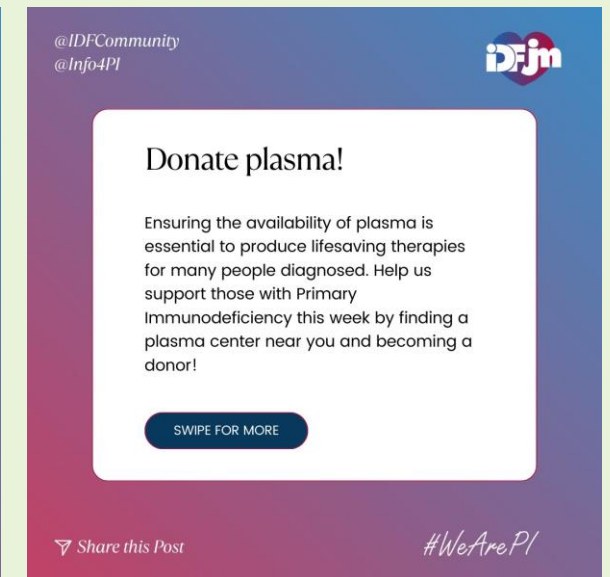 @IDFCommunity
@Info4PI
iDFjm
Donate plasma!
Ensuring the availability of plasma is
essential to produce lifesaving therapies
for many people diagnosed. Help us
support those with Primary
Immunodeficiency this week by finding a
plasma center near you and becoming a
donor!
SWIPE FOR MORE
Share this Post
#WeArePI